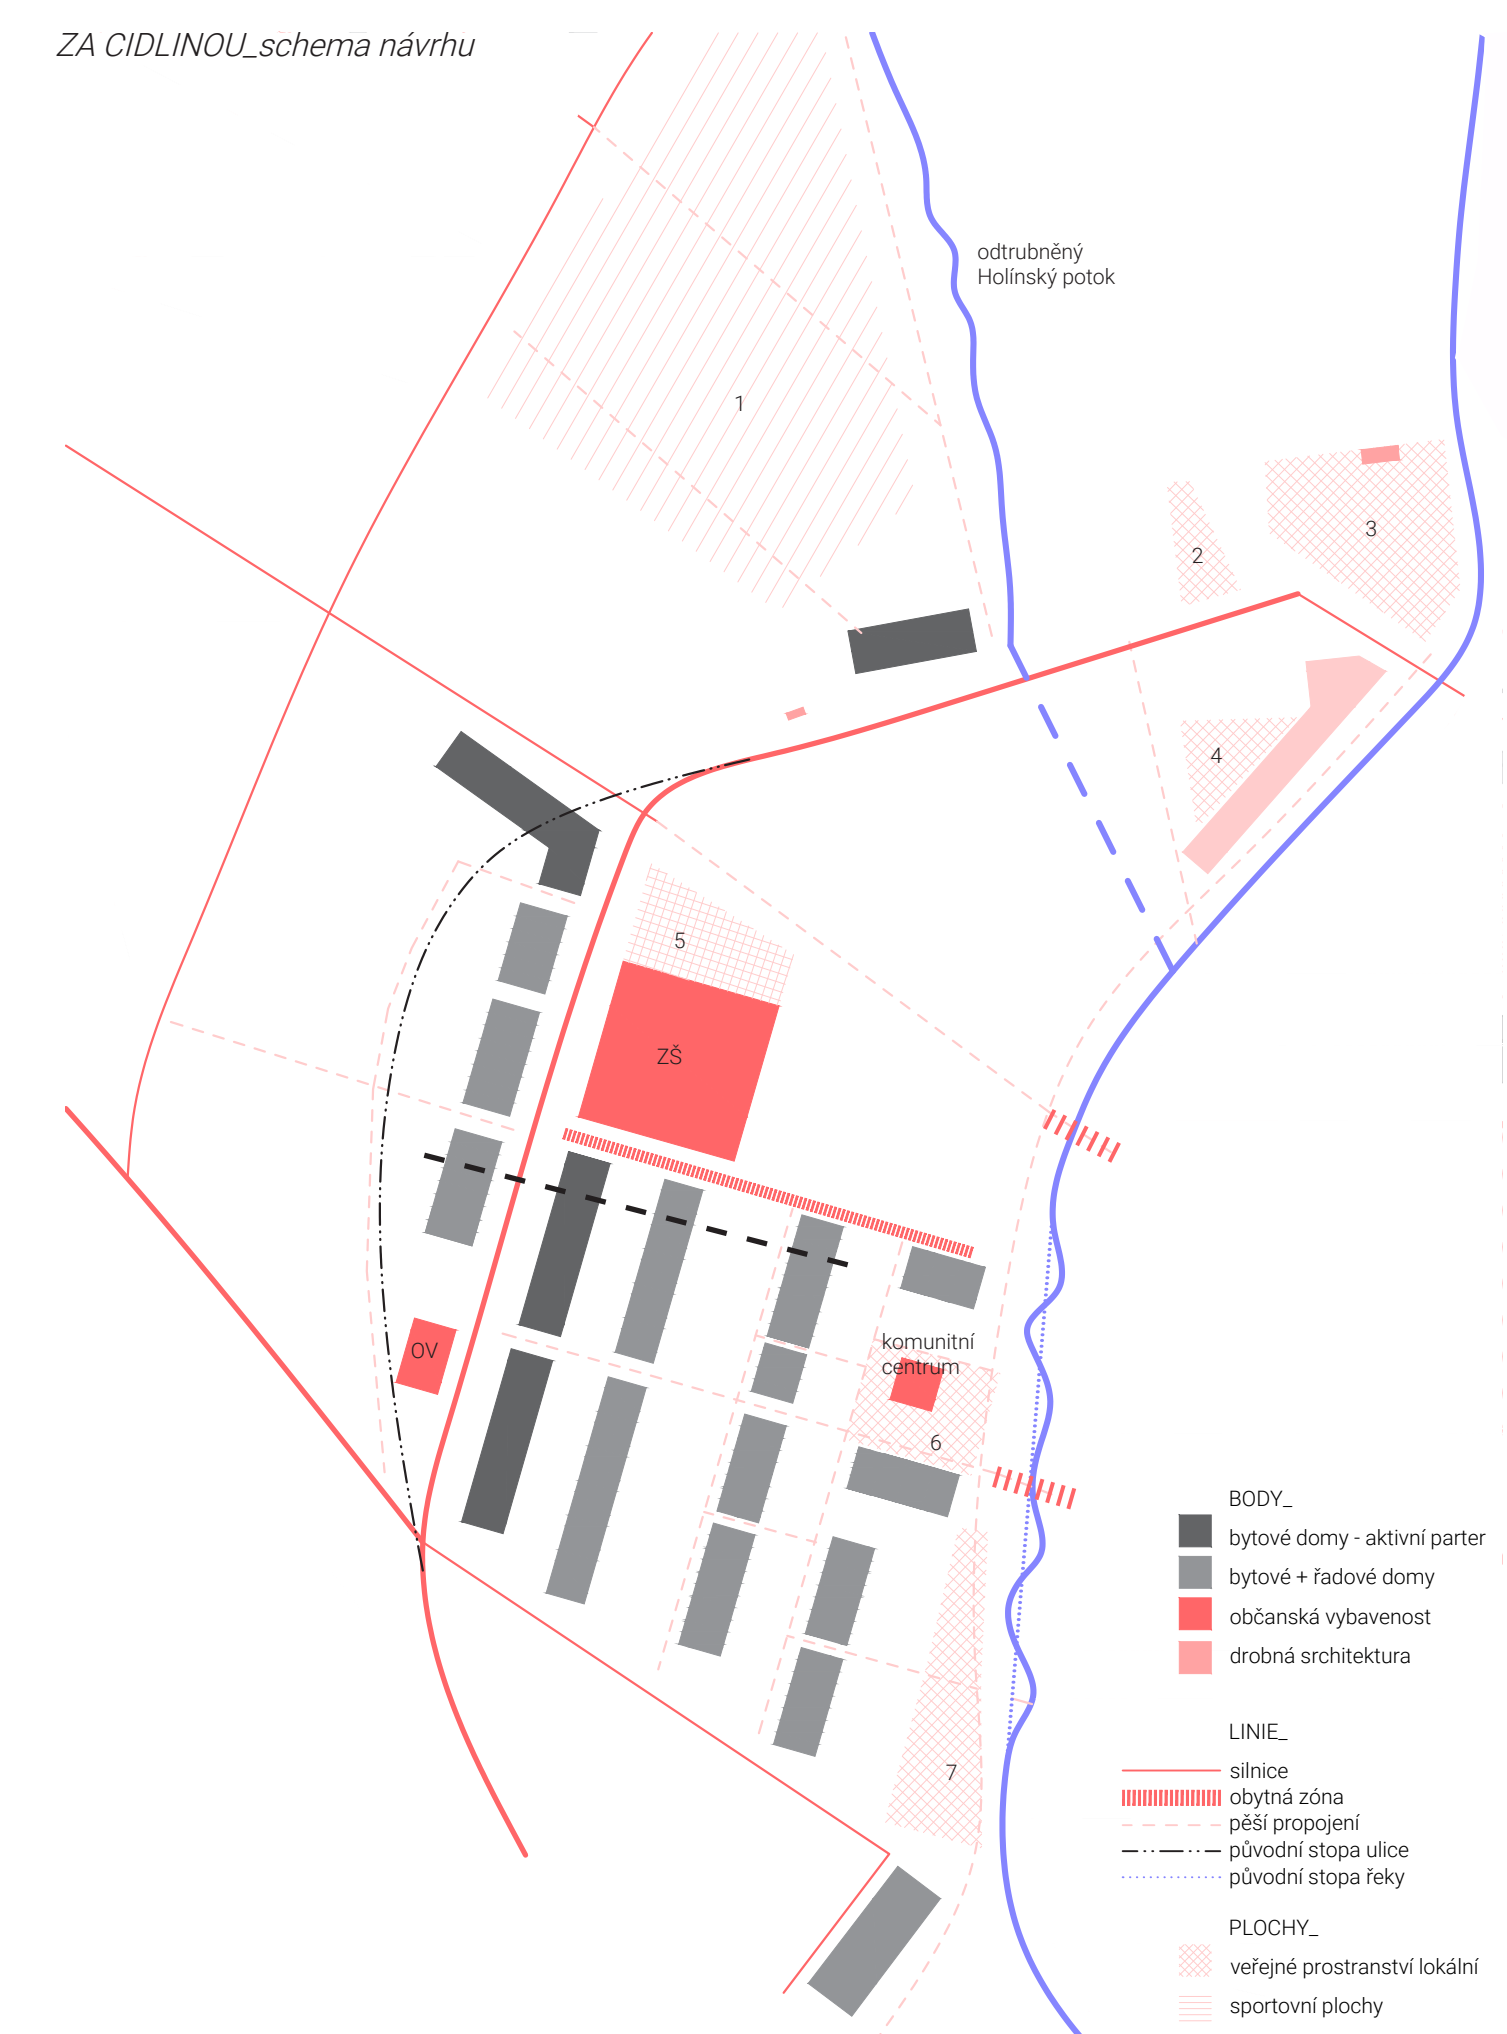 ZA CIDLINOU_schema návrhu
odtrubněný
Holínský potok
1
2
3
4
5
ZŠ
OV
komunitní
centrum
6
7
BODY_
bytové domy - aktivní parter
bytové + řadové domy
občanská vybavenost
drobná srchitektura
LINIE_
silnice
obytná zóna
pěší propojení
původní stopa ulice
původní stopa řeky
PLOCHY_
veřejné prostranství lokální
sportovní plochy